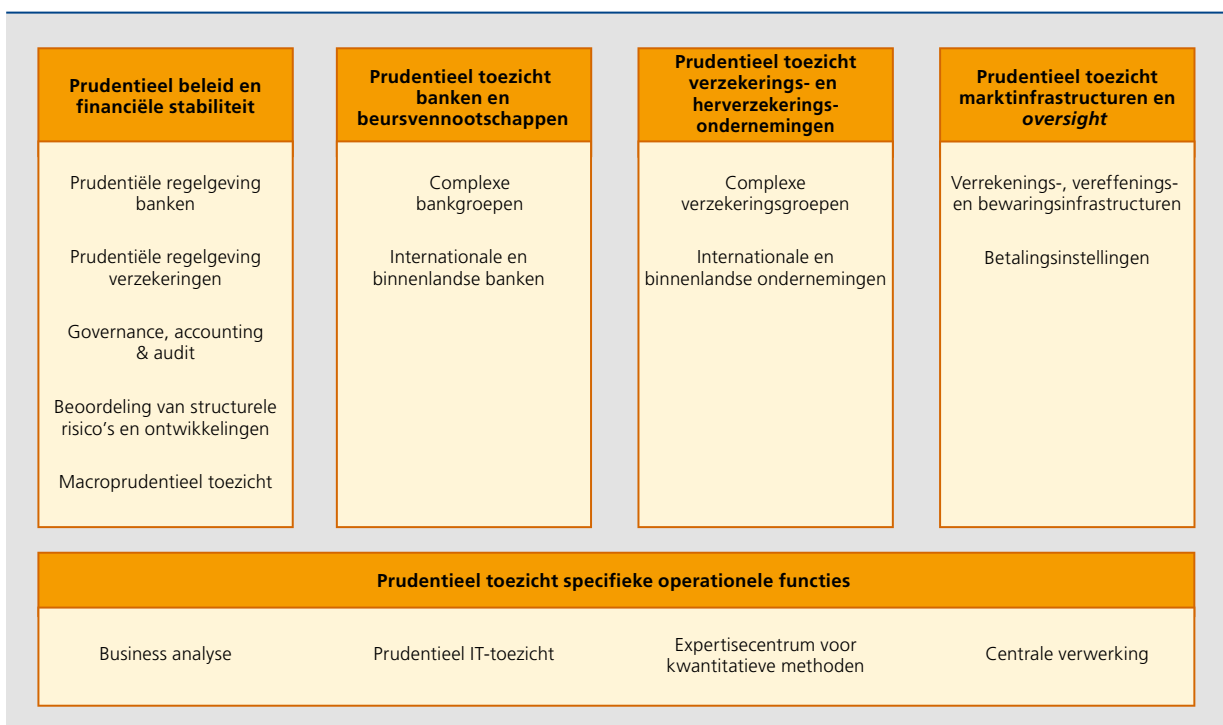 Prudentieel beleid en
financiële stabiliteit
Prudentiële regelgeving
banken
Prudentiële regelgeving
verzekeringen
Governance, accounting
& audit
Beoordeling van structurele
risico's en ontwikkelingen
Macroprudentieel toezicht
Prudentieel toezicht
banken en
beursvennootschappen
Complexe
bankgroepen
Internationale en
binnenlandse banken
Prudentieel toezicht
verzekerings- en
herverzekerings-
ondernemingen
Complexe
verzekeringsgroepen
Internationale en
binnenlandse ondernemingen
Prudentieel toezicht
marktinfrastructuren en
oversight
Verrekenings-, vereffenings-
en bewaringsinfrastructuren
Betalingsinstellingen
Prudentieel toezicht specifieke operationele functies
Business analyse
Prudentieel IT-toezicht
Expertisecentrum voor
kwantitatieve methoden
Centrale verwerking